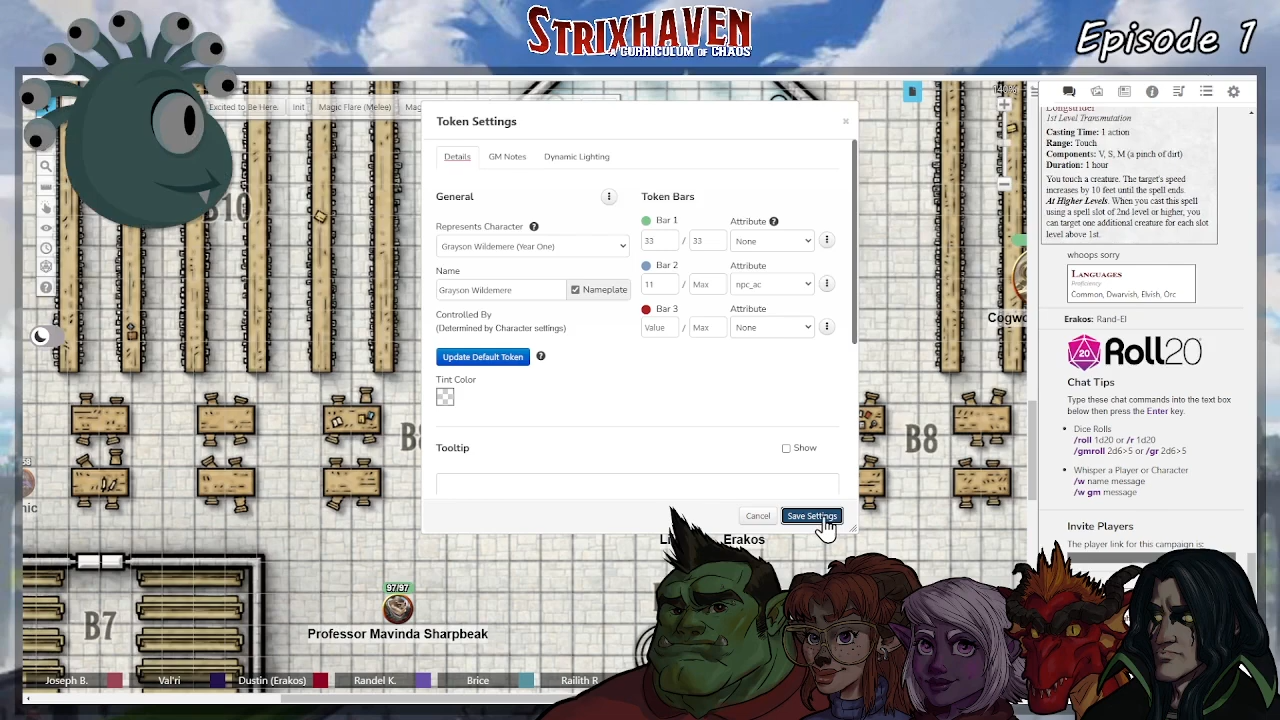 STRIXHAVEN
A CURRICULUM OF CHAOS
Episode 1
Excited to Be Here.
Init
Magic Flare (Melee)
Mag
140%
B10
Token Settings
Details
GM Notes
Dynamic Lighting
General
Represents Character
Grayson Wildemere (Year One)
Name
Grayson Wildemere
Nameplate
Controlled By
(Determined by Character settings)
Update Default Token
Tint Color
Token Bars
Bar 1
Attribute
33 / 33
None
Bar 2
Attribute
11 / Max
npc_ac
Bar 3
Attribute
Value / Max
None
Tooltip
Show
Cancel
Save Settings
Longstrider
1st Level Transmutation
Casting Time: 1 action
Range: Touch
Components: V, S, M (a pinch of dirt)
Duration: 1 hour
You touch a creature. The target's speed
increases by 10 feet until the spell ends.
At Higher Levels. When you cast this
spell using a spell slot of 2nd level or higher, you
can target one additional creature for each slot
level above 1st.
whoops sorry
LANGUAGES
Proficiency
Common, Dwarvish, Elvish, Orc
Erakos: Rand-El
20
Roll20
Chat Tips
Type these chat commands into the text box
below then press the Enter key.
Dice Rolls
/roll 1d20 or /r 1d20
/gmroll 2d6>5 or /gr 2d6>5
Whisper a Player or Character
/w name message
/w gm message
Invite Players
The player link for this campaign is:
Cogw
B8
B8
nic
Erakos
97/97
Professor Mavinda Sharpbeak
B7
Joseph B.
Val'ri
Dustin (Erakos)
Randel K.
Brice
Railith R